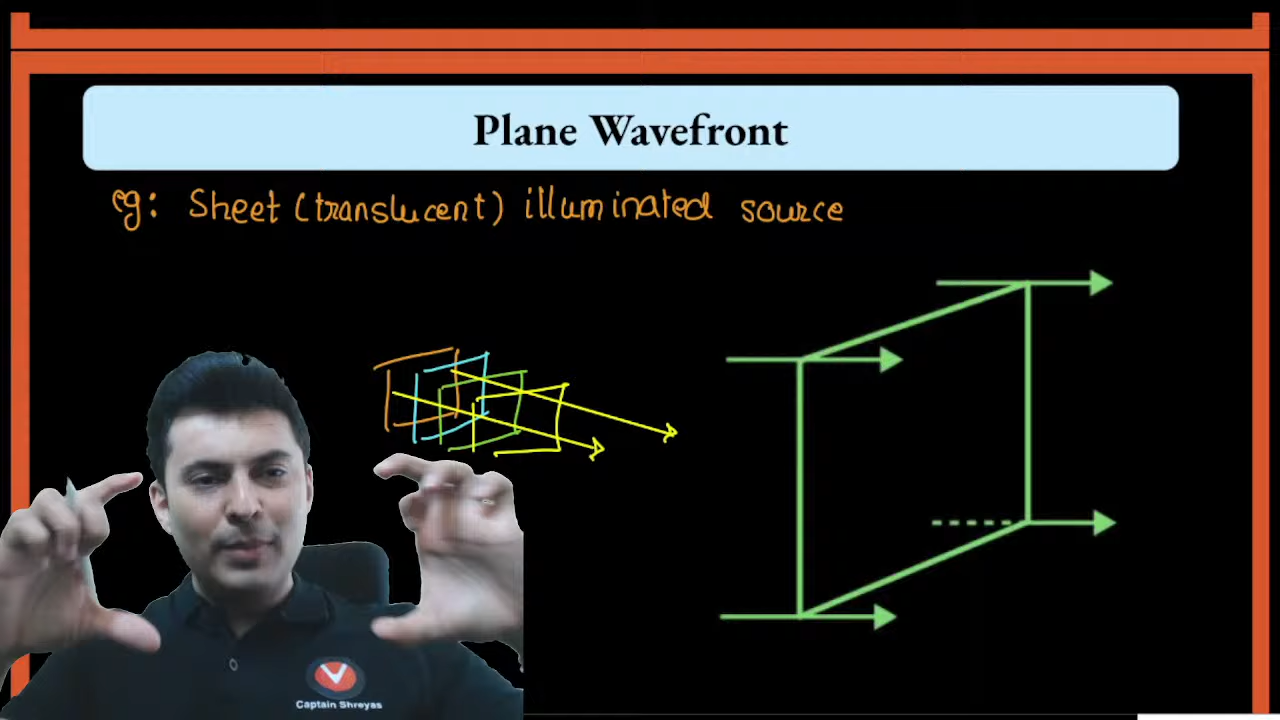 Plane Wavefront
eg: Sheet (translucent) illuminated source
Captain Shreyas